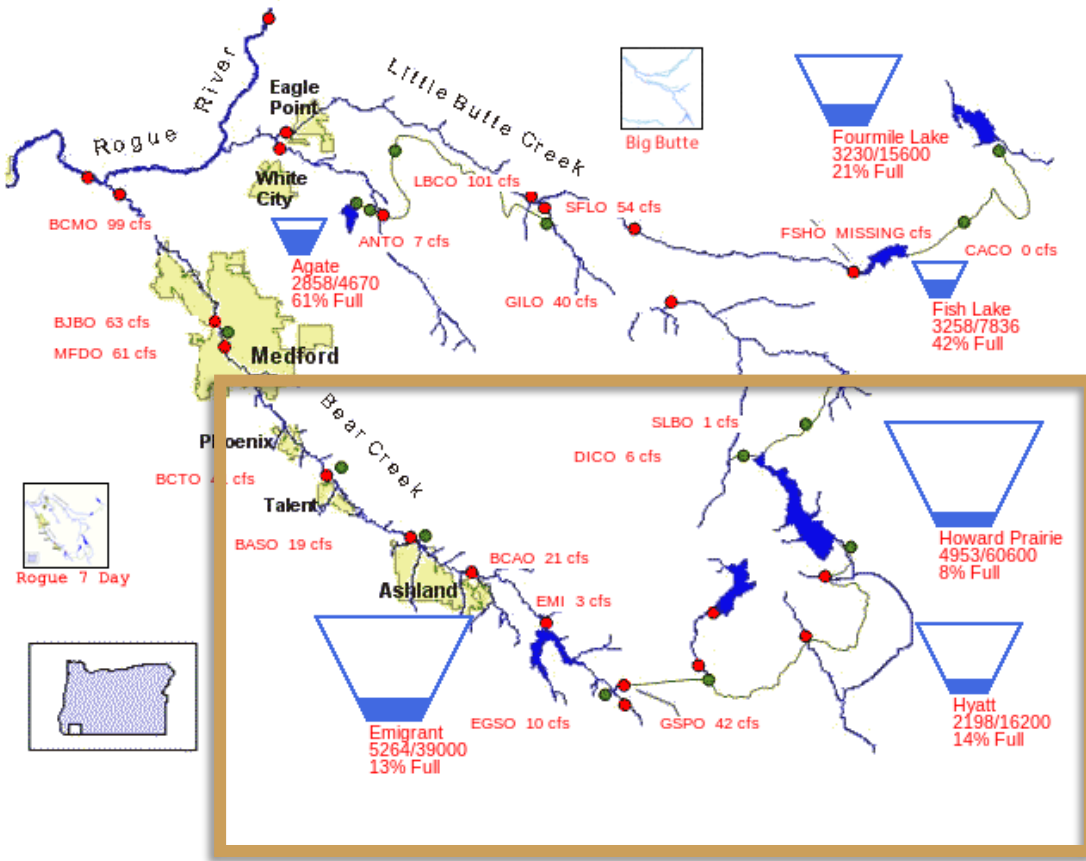 Rogue River
Little Butte Creek
Eagle
Point
White
City
Big Butte
Fourmile Lake
3230/15600
21% Full
LBCO 101 cfs
SFLO 54 cfs
BCMO 99 cfs
ANTO 7 cfs
FSHO MISSING cfs
CACO 0 cfs
Agate
2858/4670
61% Full
GILO 40 cfs
Fish Lake
3258/7836
42% Full
BJBO 63 cfs
MFDO 61 cfs
Medford
Bear Creek
Phoenix
SLBO 1 cfs
DICO 6 cfs
BCTO cfs
Talent
Howard Prairie
4953/60600
8% Full
BASO 19 cfs
BCAO 21 cfs
Rogue 7 Day
Ashland
EMI 3 cfs
Hyatt
2198/16200
14% Full
EGSO 10 cfs
GSPO 42 cfs
Emigrant
5264/39000
13% Full